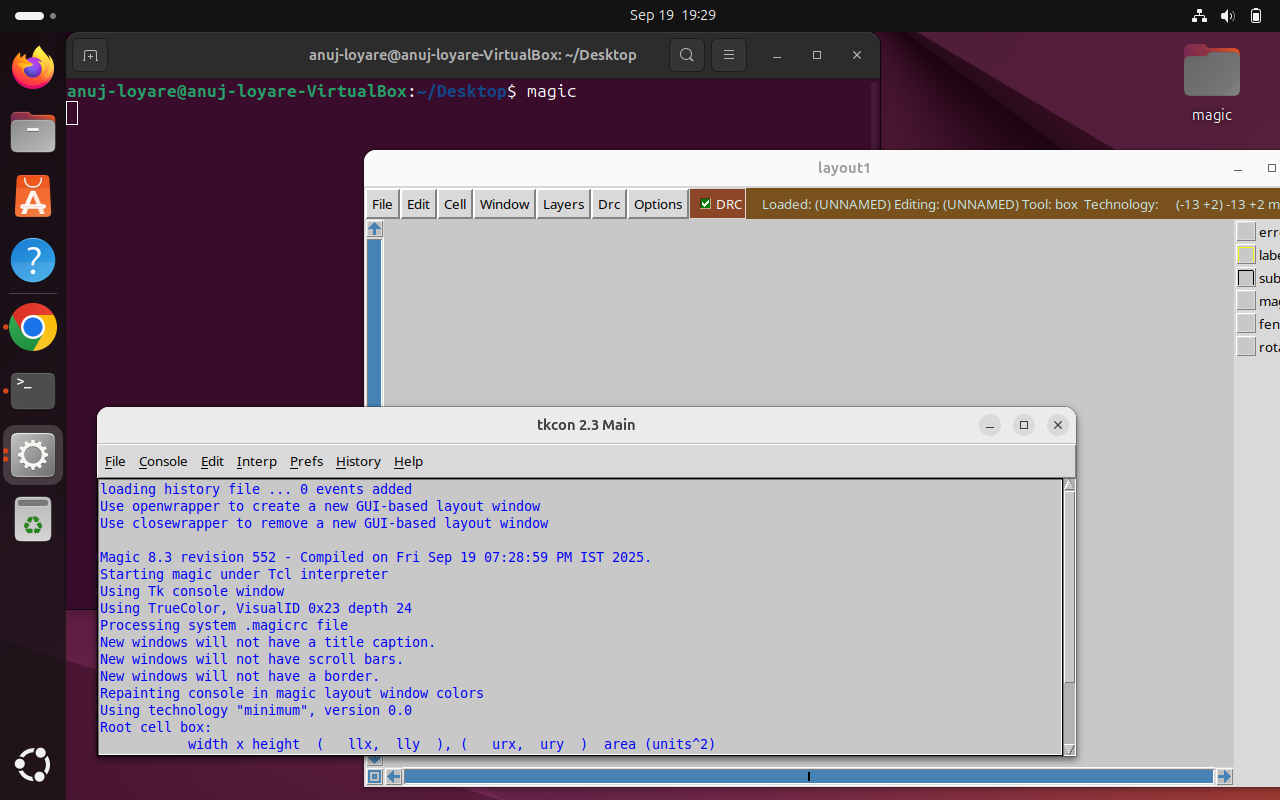 Sep 19 19:29
anuj-loyare@anuj-loyare-VirtualBox: ~/Desktop
anuj-loyare@anuj-loyare-VirtualBox:~/Desktop$ magic
magic
layout1
File Edit Cell Window Layers Drc Options DRC Loaded: (UNNAMED) Editing: (UNNAMED) Tool: box Technology: (-13 +2) -13 +2 m
err
labe
sub
mag
fen
rota
tkcon 2.3 Main
File Console Edit Interp Prefs History Help
loading history file ... 0 events added
Use openwrapper to create a new GUI-based layout window
Use closewrapper to remove a new GUI-based layout window
Magic 8.3 revision 552 - Compiled on Fri Sep 19 07:28:59 PM IST 2025.
Starting magic under Tcl interpreter
Using Tk console window
Using TrueColor, VisualID 0x23 depth 24
Processing system .magicrc file
New windows will not have a title caption.
New windows will not have scroll bars.
New windows will not have a border.
Repainting console in magic layout window colors
Using technology "minimum", version 0.0
Root cell box:
width x height ( llx, lly ), ( urx, ury ) area (units^2)